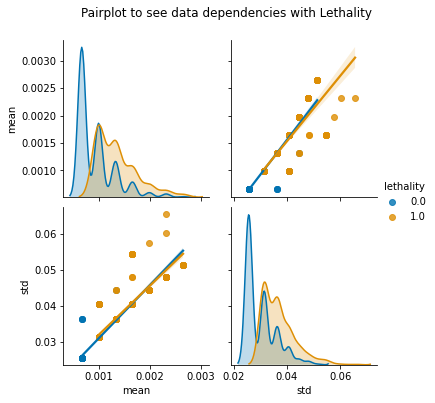 Pairplot to see data dependencies with Lethality
0.0030
0.0025
0.0020
0.0015
0.0010
mean
lethality
0.0
1.0
0.06
0.05
0.04
0.03
std
0.001 0.002 0.003
0.02 0.04 0.06
mean std